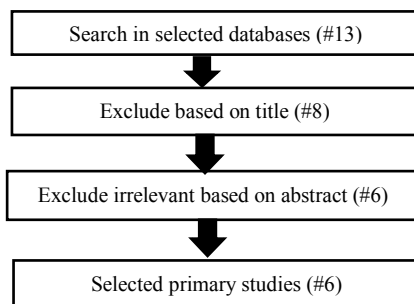 Search in selected databases (#13)
Exclude based on title (#8)
Exclude irrelevant based on abstract (#6)
Selected primary studies (#6)